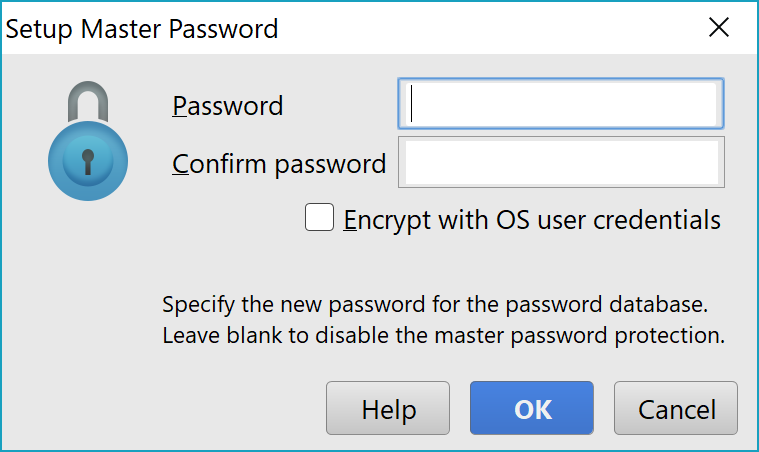 Setup Master Password
Password
Confirm password
Encrypt with OS user credentials
Specify the new password for the password database.
Leave blank to disable the master password protection.
Help OK Cancel